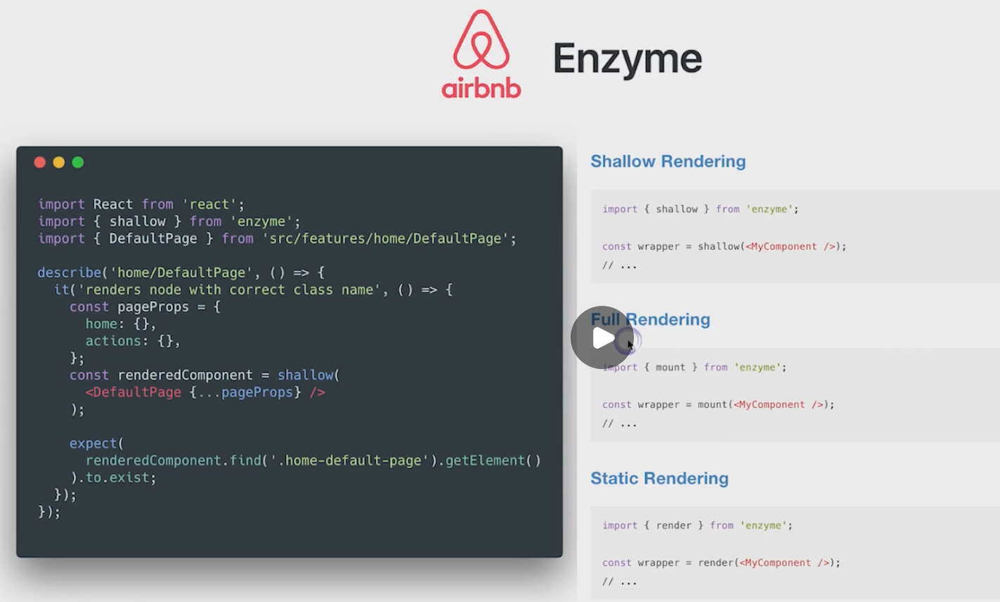 airbnb
Enzyme
import React from 'react';
import { shallow } from 'enzyme';
import { DefaultPage } from 'src/features/home/DefaultPage';
describe('home/DefaultPage', () => {
it('renders node with correct class name', () => {
const pageProps = {
home: {},
actions: {},
};
const renderedComponent = shallow(
<DefaultPage {...pageProps} />
);
expect(
renderedComponent.find('.home-default-page').getElement()
).to.exist;
});
});
Shallow Rendering
import { shallow } from 'enzyme';
const wrapper = shallow(<MyComponent />);
// ...
Full Rendering
import { mount } from 'enzyme';
const wrapper = mount(<MyComponent />);
// ...
Static Rendering
import { render } from 'enzyme';
const wrapper = render(<MyComponent />);
// ...